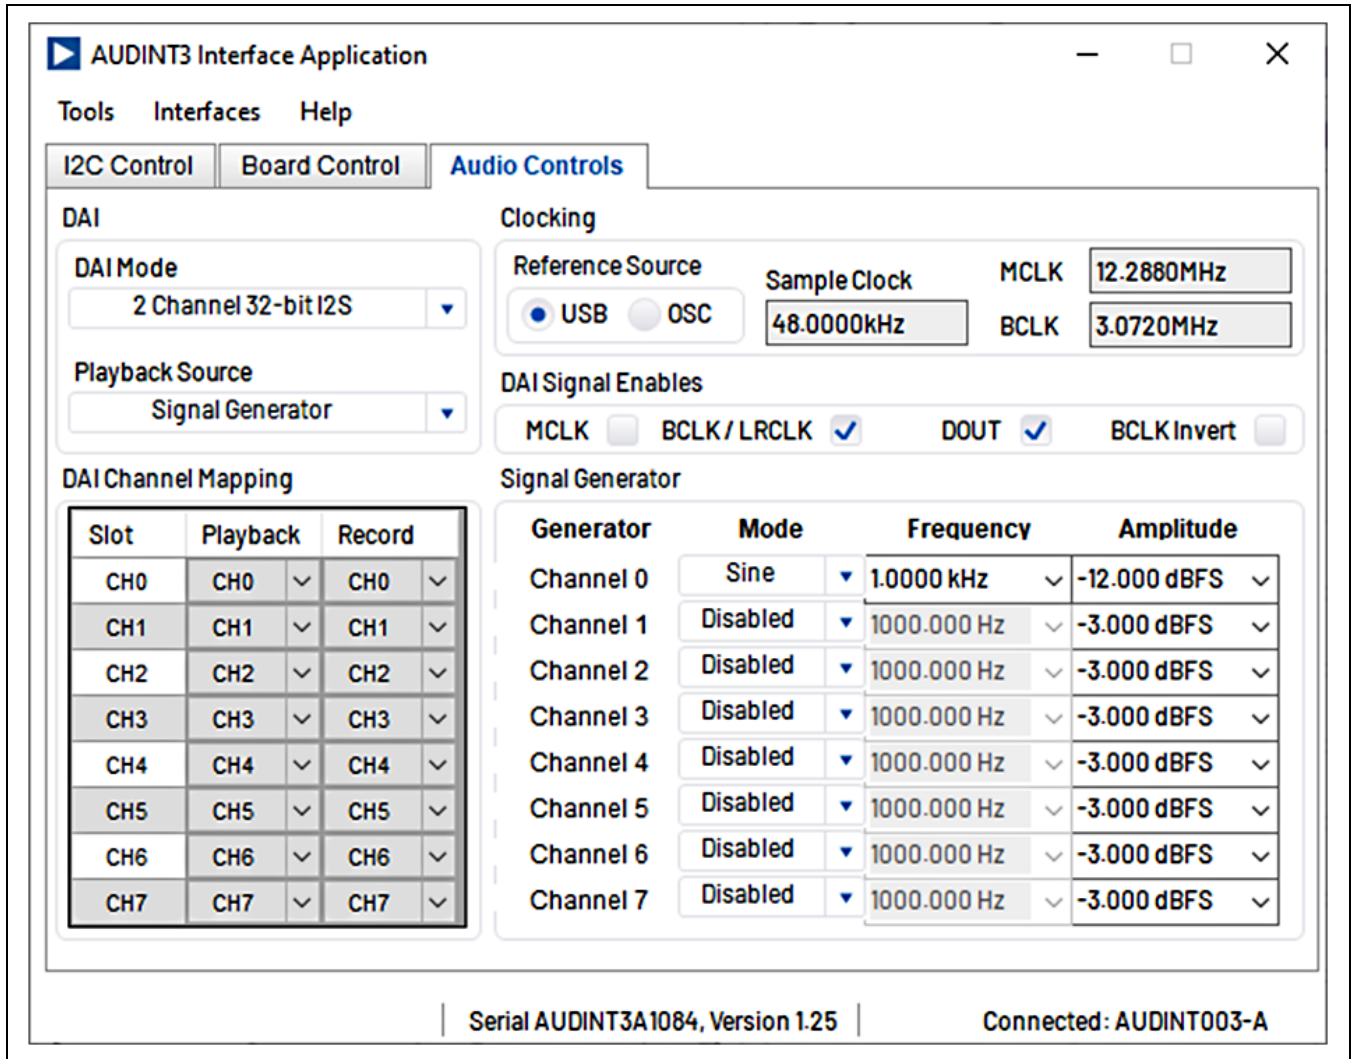 AUDINT3 Interface Application
Tools Interfaces Help
I2C Control Board Control Audio Controls
DAI
DAI Mode
2 Channel 32-bit I2S
Playback Source
Signal Generator
Clocking
Reference Source
USB OSC
Sample Clock
48.0000kHz
MCLK 12.2880MHz
BCLK 3.0720MHz
DAI Signal Enables
MCLK BCLK / LRCLK DOUT BCLK Invert
DAI Channel Mapping
Slot Playback Record
CH0 CH0 CH0
CH1 CH1 CH1
CH2 CH2 CH2
CH3 CH3 CH3
CH4 CH4 CH4
CH5 CH5 CH5
CH6 CH6 CH6
CH7 CH7 CH7
Signal Generator
Generator Mode Frequency Amplitude
Channel 0 Sine 1.0000 kHz -12.000 dBFS
Channel 1 Disabled 1000.000 Hz -3.000 dBFS
Channel 2 Disabled 1000.000 Hz -3.000 dBFS
Channel 3 Disabled 1000.000 Hz -3.000 dBFS
Channel 4 Disabled 1000.000 Hz -3.000 dBFS
Channel 5 Disabled 1000.000 Hz -3.000 dBFS
Channel 6 Disabled 1000.000 Hz -3.000 dBFS
Channel 7 Disabled 1000.000 Hz -3.000 dBFS
Serial AUDINT3A1084, Version 1.25
Connected: AUDINT003-A